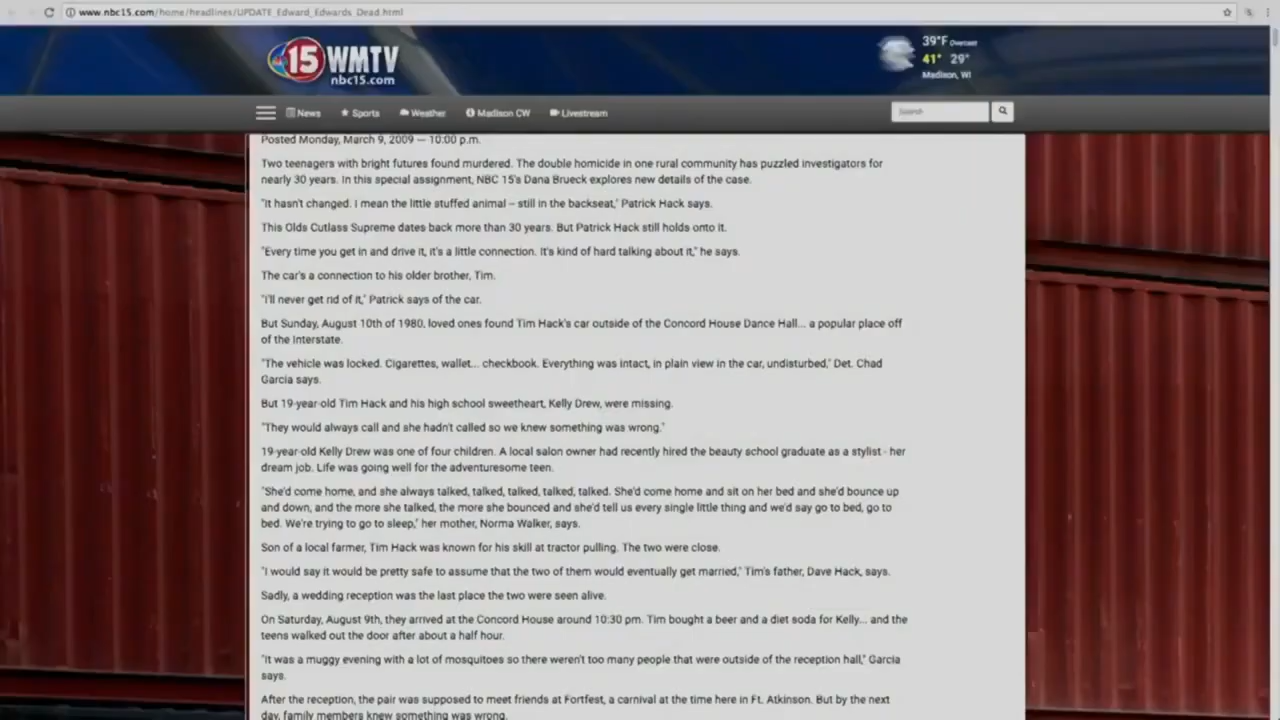 www.nbc15.com/home/headlines/UPDATE_Edward_Edwards_Dead.html
15 WMTV
nbc15.com
39°F Overcast
41° 29°
Madison, WI
News Sports Weather Madison CW Livestream
Search
Posted Monday, March 9, 2009 — 10:00 p.m.
Two teenagers with bright futures found murdered. The double homicide in one rural community has puzzled investigators for
nearly 30 years. In this special assignment, NBC 15's Dana Brueck explores new details of the case.
"It hasn't changed. I mean the little stuffed animal – still in the backseat," Patrick Hack says.
This Olds Cutlass Supreme dates back more than 30 years. But Patrick Hack still holds onto it.
"Every time you get in and drive it, it's a little connection. It's kind of hard talking about it," he says.
The car's a connection to his older brother, Tim.
"I'll never get rid of it," Patrick says of the car.
But Sunday, August 10th of 1980, loved ones found Tim Hack's car outside of the Concord House Dance Hall... a popular place off
of the Interstate.
"The vehicle was locked. Cigarettes, wallet... checkbook. Everything was intact, in plain view in the car, undisturbed," Det. Chad
Garcia says.
But 19-year-old Tim Hack and his high school sweetheart, Kelly Drew, were missing.
"They would always call and she hadn't called so we knew something was wrong."
19-year-old Kelly Drew was one of four children. A local salon owner had recently hired the beauty school graduate as a stylist - her
dream job. Life was going well for the adventuresome teen.
"She'd come home, and she always talked, talked, talked, talked, talked. She'd come home and sit on her bed and she'd bounce up
and down, and the more she talked, the more she bounced and she'd tell us every single little thing and we'd say go to bed, go to
bed. We're trying to go to sleep," her mother, Norma Walker, says.
Son of a local farmer, Tim Hack was known for his skill at tractor pulling. The two were close.
"I would say it would be pretty safe to assume that the two of them would eventually get married," Tim's father, Dave Hack, says.
Sadly, a wedding reception was the last place the two were seen alive.
On Saturday, August 9th, they arrived at the Concord House around 10:30 pm. Tim bought a beer and a diet soda for Kelly... and the
teens walked out the door after about a half hour.
"It was a muggy evening with a lot of mosquitoes so there weren't too many people that were outside of the reception hall," Garcia
says.
After the reception, the pair was supposed to meet friends at Fortfest, a carnival at the time here in Ft. Atkinson. But by the next
day, family members knew something was wrong.